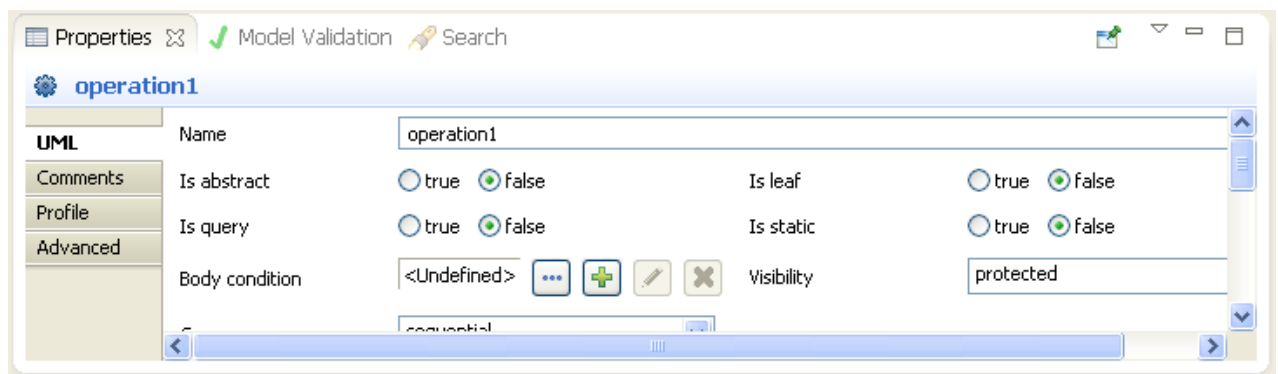 Properties Model Validation Search
operation1
UML
Comments
Profile
Advanced
Name operation1
Is abstract true false Is leaf true false
Is query true false Is static true false
Body condition <Undefined> Visibility protected
sequential